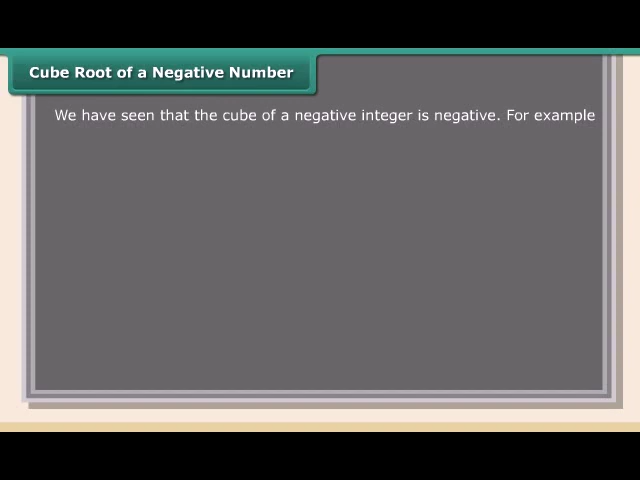 Cube Root of a Negative Number
We have seen that the cube of a negative integer is negative. For example